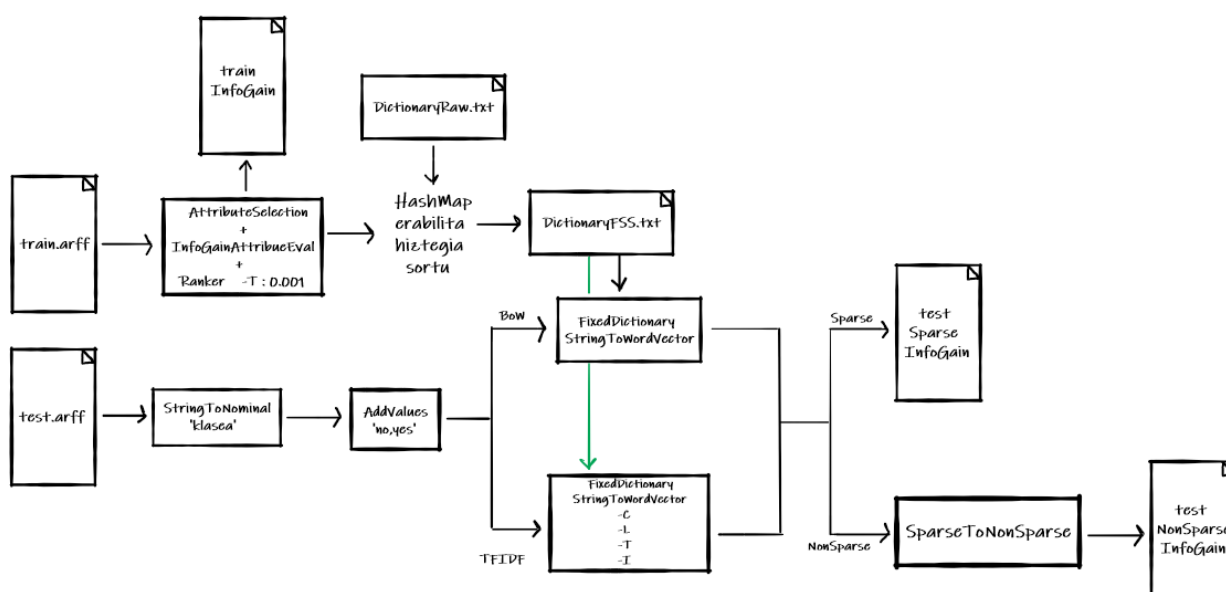 train
InfoGain
DictionaryRaw.txt
train.arff
AttributeSelection
+
InfoGainAttribueEval
+
Ranker -T : 0.001
HashMap
erabilita
hiztegia
sortu
DictionaryFSS.txt
test.arff
StringToNominal
'klasea'
AddValues
'no,yes'
BoW
FixedDictionary
StringToWordVector
TFIDF
FixedDictionary
StringToWordVector
-C
-L
-T
-I
Sparse
test
Sparse
InfoGain
NonSparse
SparseToNonSparse
test
NonSparse
InfoGain